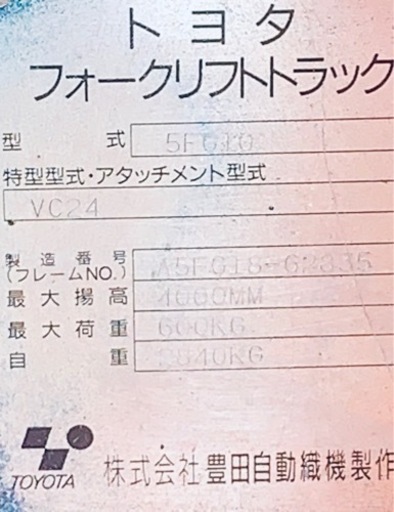 トヨタ
フォークリフトトラック
型式 5FG10
特型型式・アタッチメント型式
VC24
製造番号
(フレームNO.)
最大揚高 4000MM
最大荷重 600KG
自重
TOYOTA 株式会社豊田自動織機製作